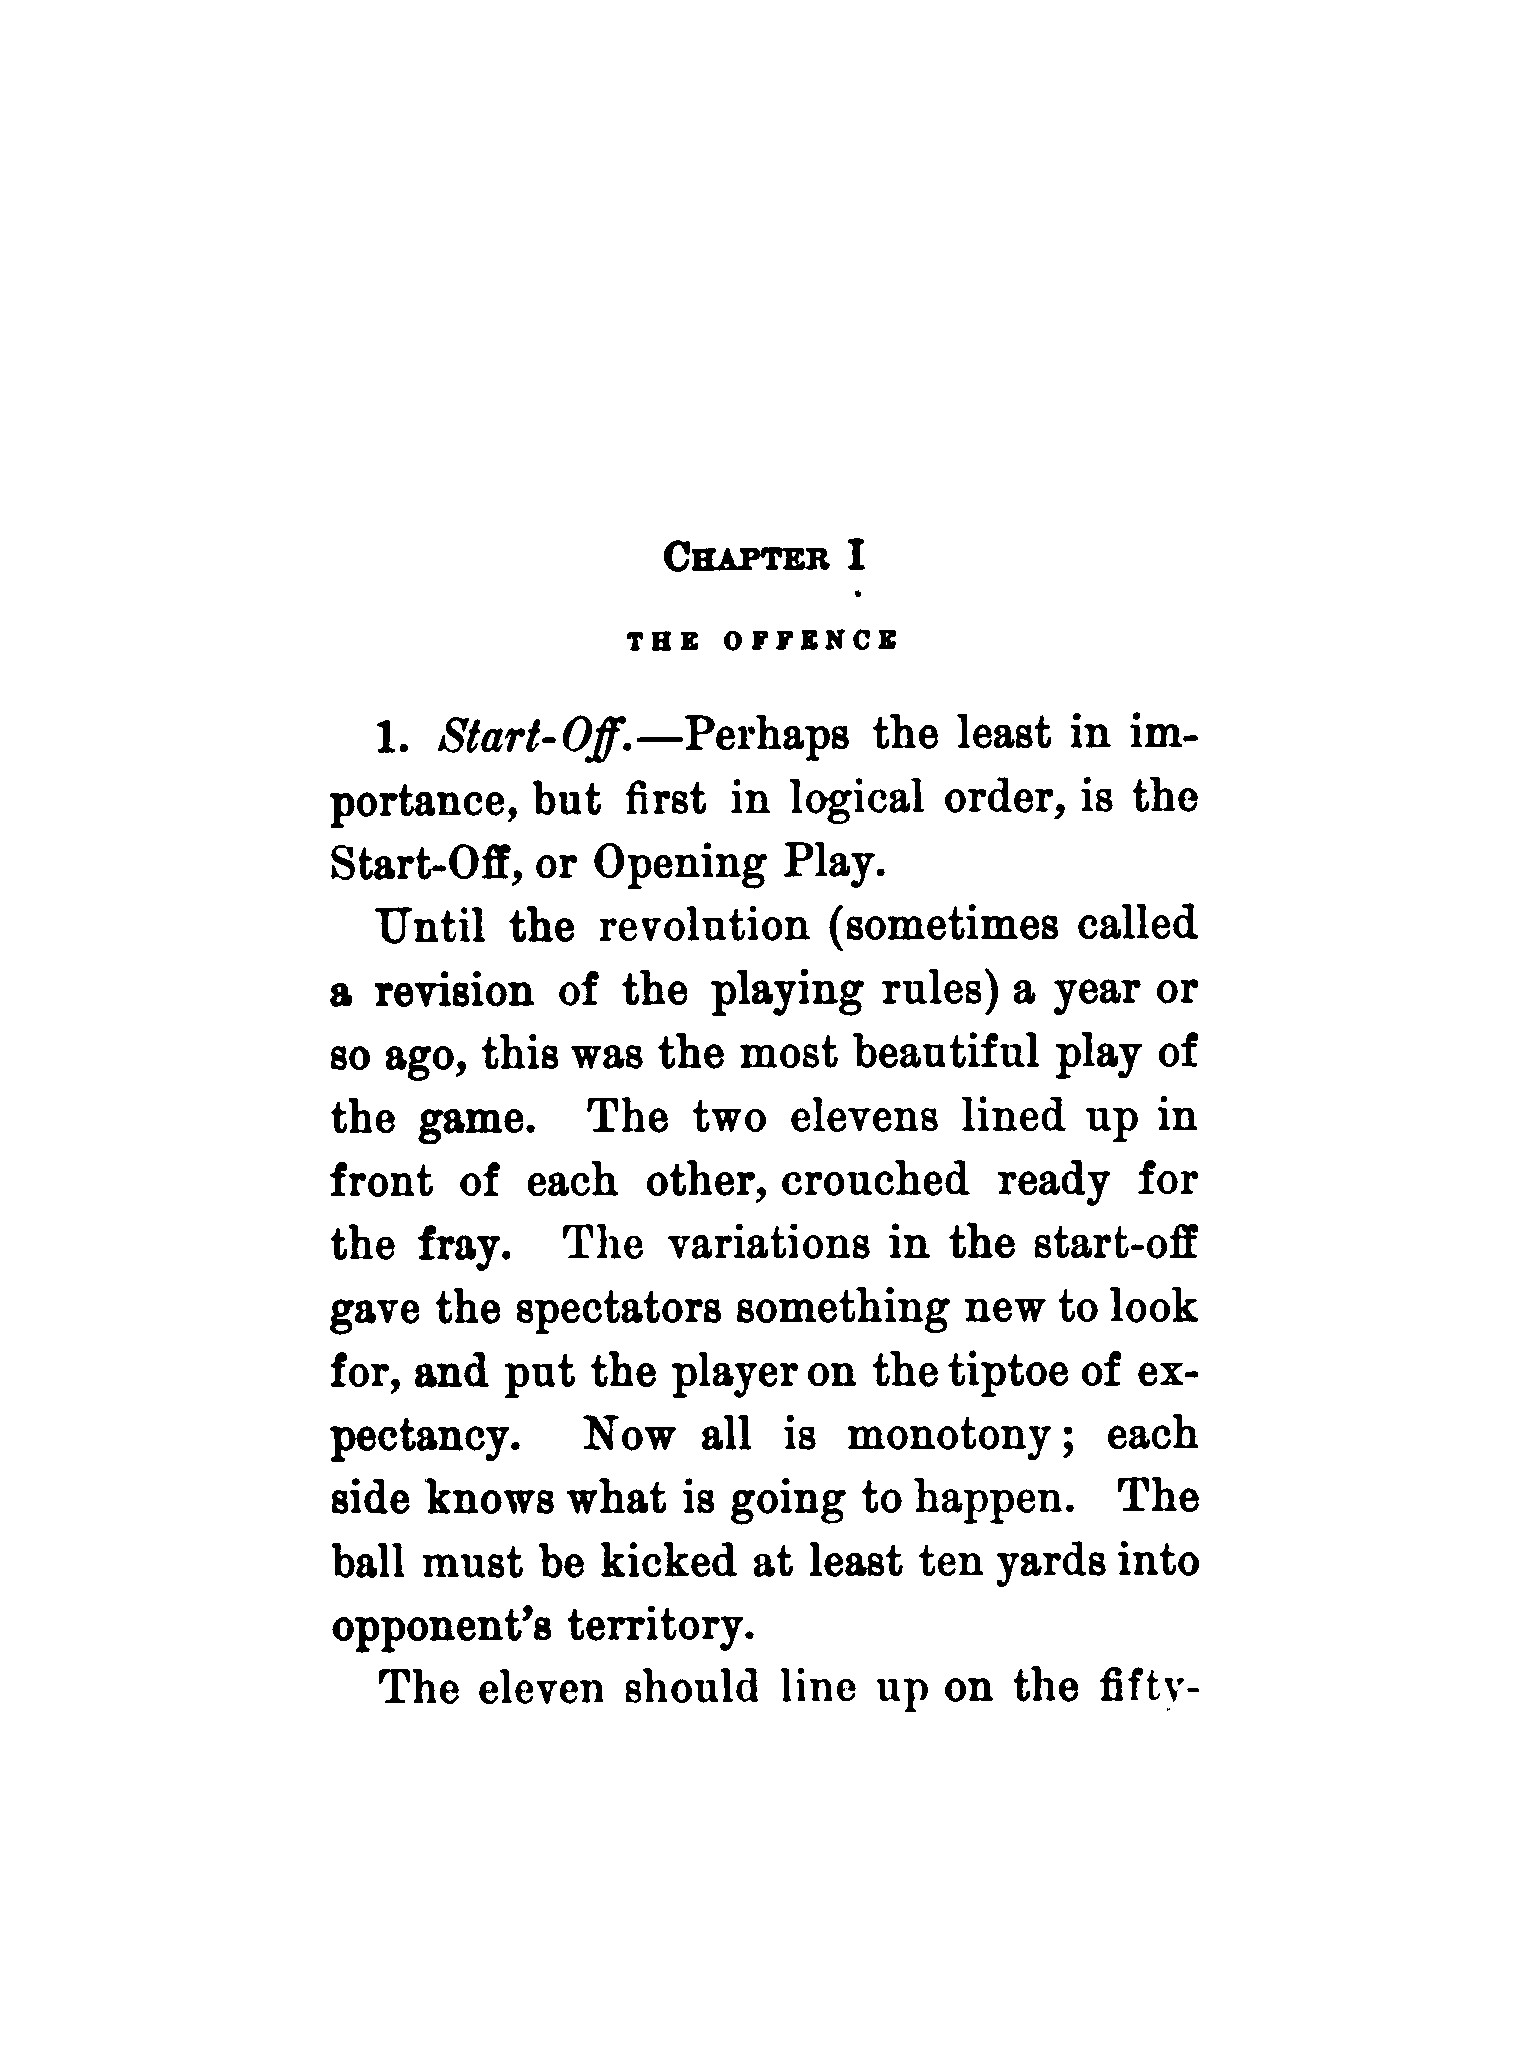 CHAPTER I
THE OFFENCE
1. Start-Off.—Perhaps the least in im-
portance, but first in logical order, is the
Start-Off, or Opening Play.
Until the revolution (sometimes called
a revision of the playing rules) a year or
so ago, this was the most beautiful play of
the game. The two elevens lined up in
front of each other, crouched ready for
the fray. The variations in the start-off
gave the spectators something new to look
for, and put the player on the tiptoe of ex-
pectancy. Now all is monotony; each
side knows what is going to happen. The
ball must be kicked at least ten yards into
opponent's territory.
The eleven should line up on the fifty-